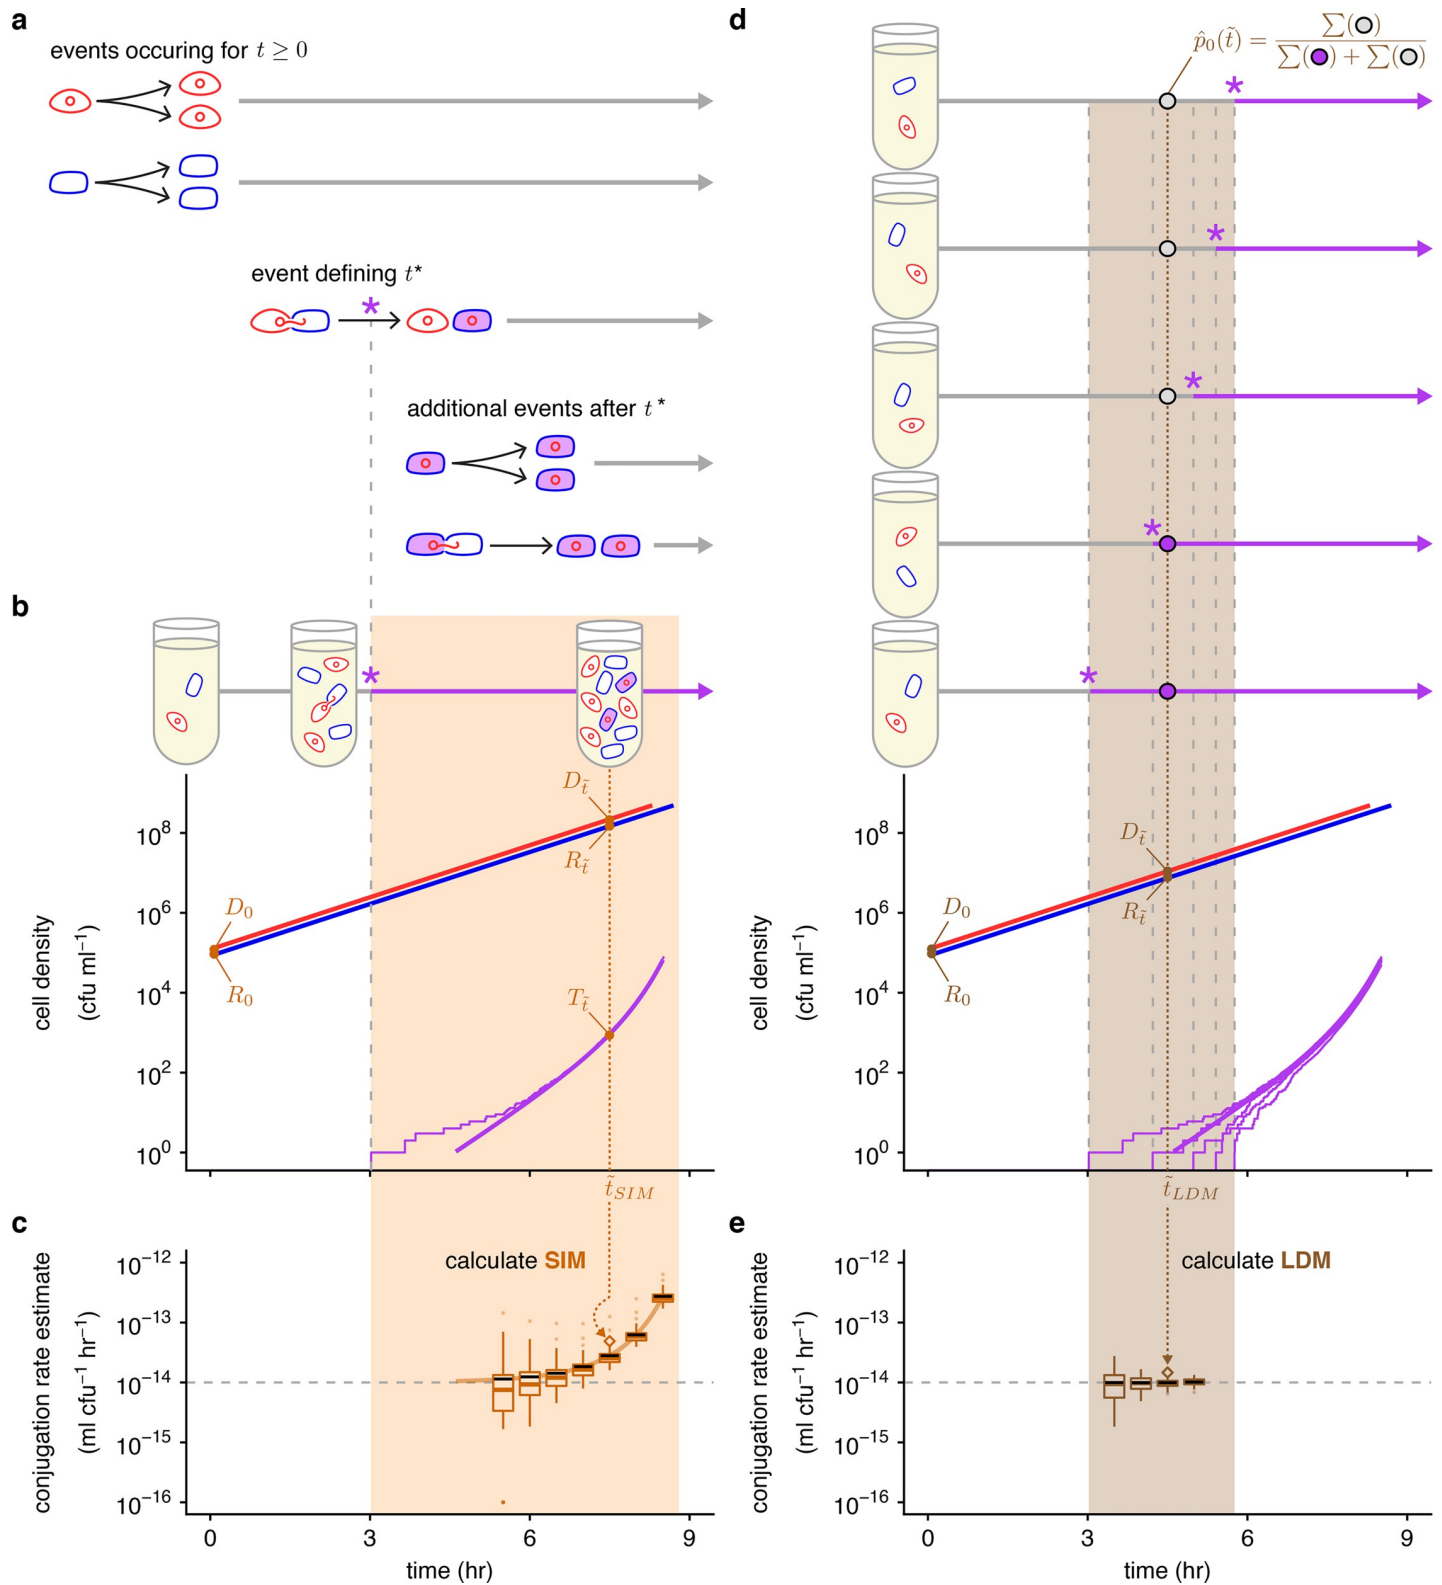 a
events occuring for t ≥ 0
event defining t*
*
additional events after t*
b
*
D_t̃
R_t̃
D_0
R_0
T_t̃
10^8
10^6
10^4
10^2
10^0
cell density
(cfu ml^−1)
t̃_SIM
c
calculate SIM
10^−12
10^−13
10^−14
10^−15
10^−16
conjugation rate estimate
(ml cfu^−1 hr^−1)
0 3 6 9
time (hr)
d
p̂_0(t̃) = ∑(○) / ∑(●) + ∑(○)
*
*
*
*
*
D_t̃
R_t̃
D_0
R_0
10^8
10^6
10^4
10^2
10^0
cell density
(cfu ml^−1)
t̃_LDM
e
calculate LDM
10^−12
10^−13
10^−14
10^−15
10^−16
conjugation rate estimate
(ml cfu^−1 hr^−1)
0 3 6 9
time (hr)